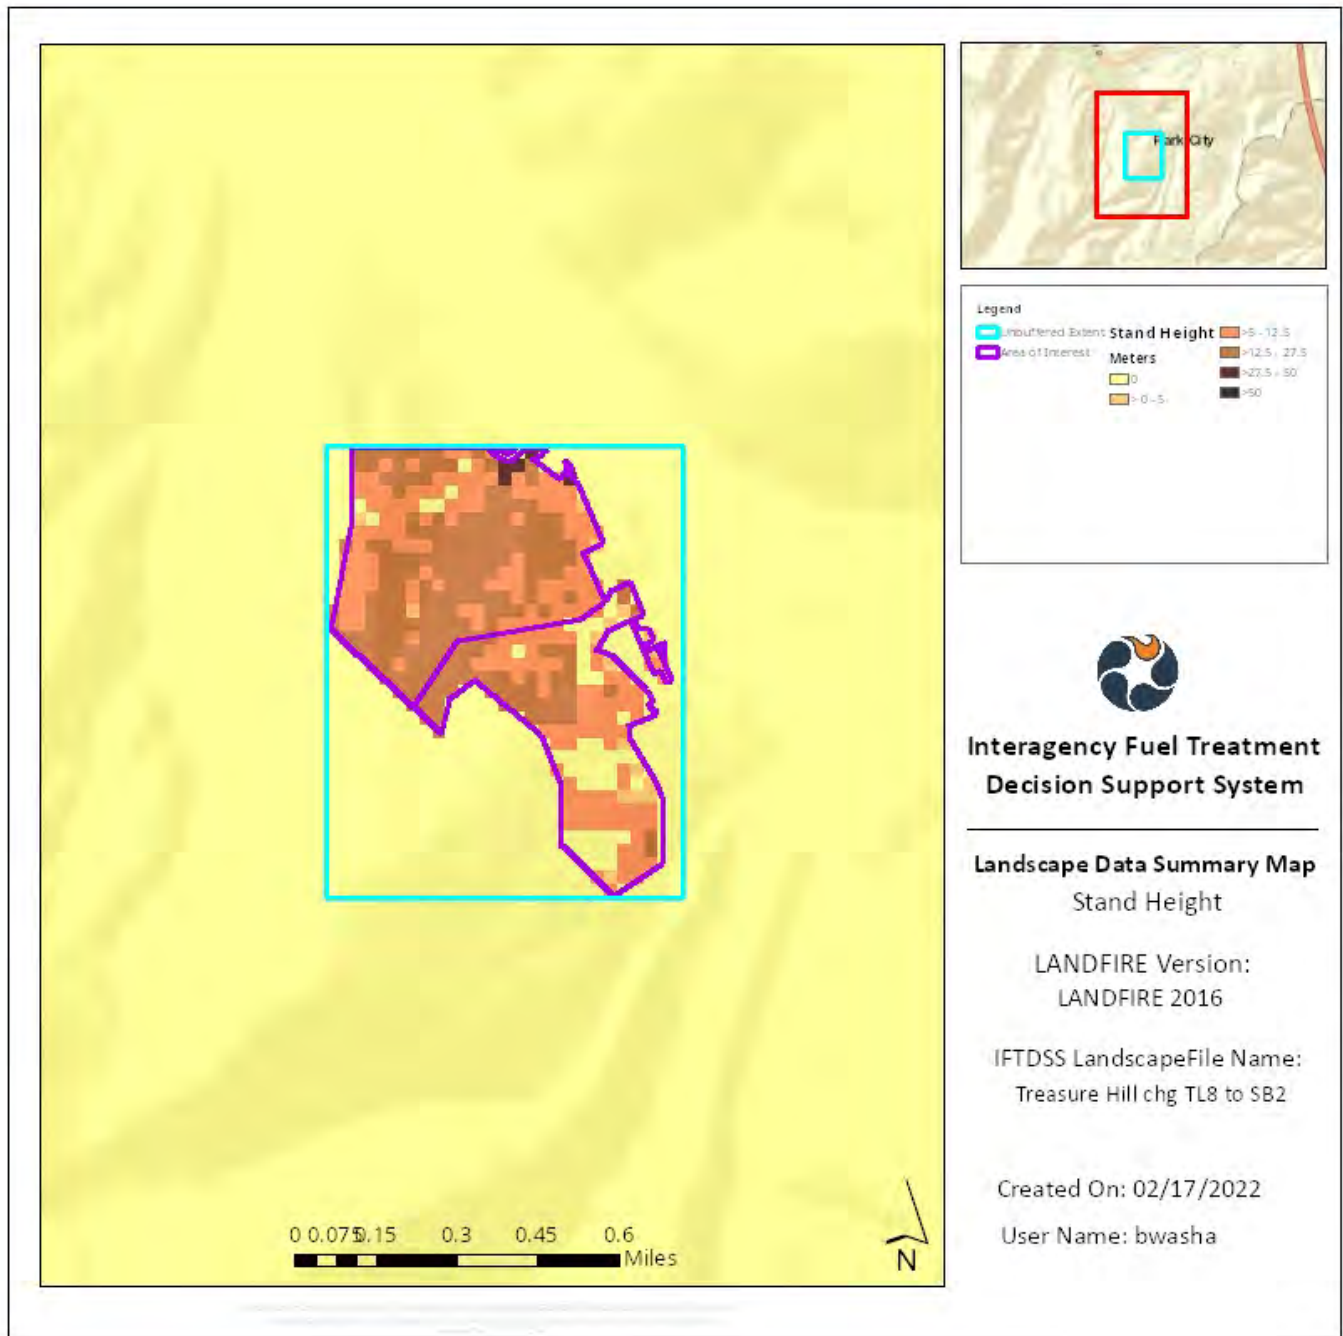 Park City
Legend
Unbuffered Extent
Area of Interest
Stand Height
Meters
0
> 0 - 5
>5 - 12.5
>12.5 - 27.5
>27.5 - 50
>50
Interagency Fuel Treatment
Decision Support System
Landscape Data Summary Map
Stand Height
LANDFIRE Version:
LANDFIRE 2016
IFTDSS LandscapeFile Name:
Treasure Hill chg TL8 to SB2
Created On: 02/17/2022
User Name: bwasha
0 0.075 0.15 0.3 0.45 0.6
Miles
N